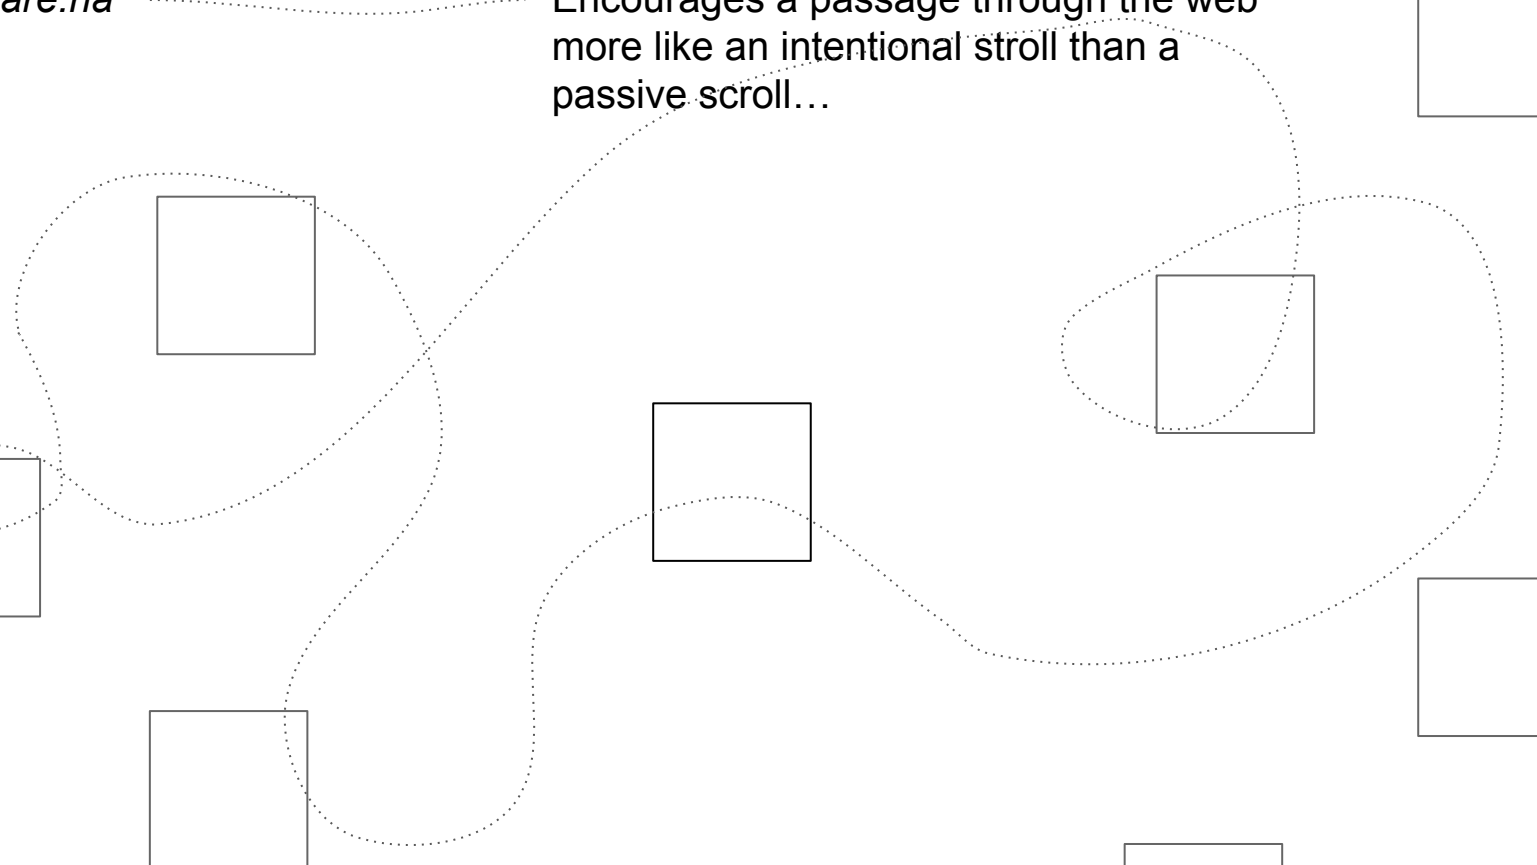 are.na
Encourages a passage through the web
more like an intentional stroll than a
passive scroll…